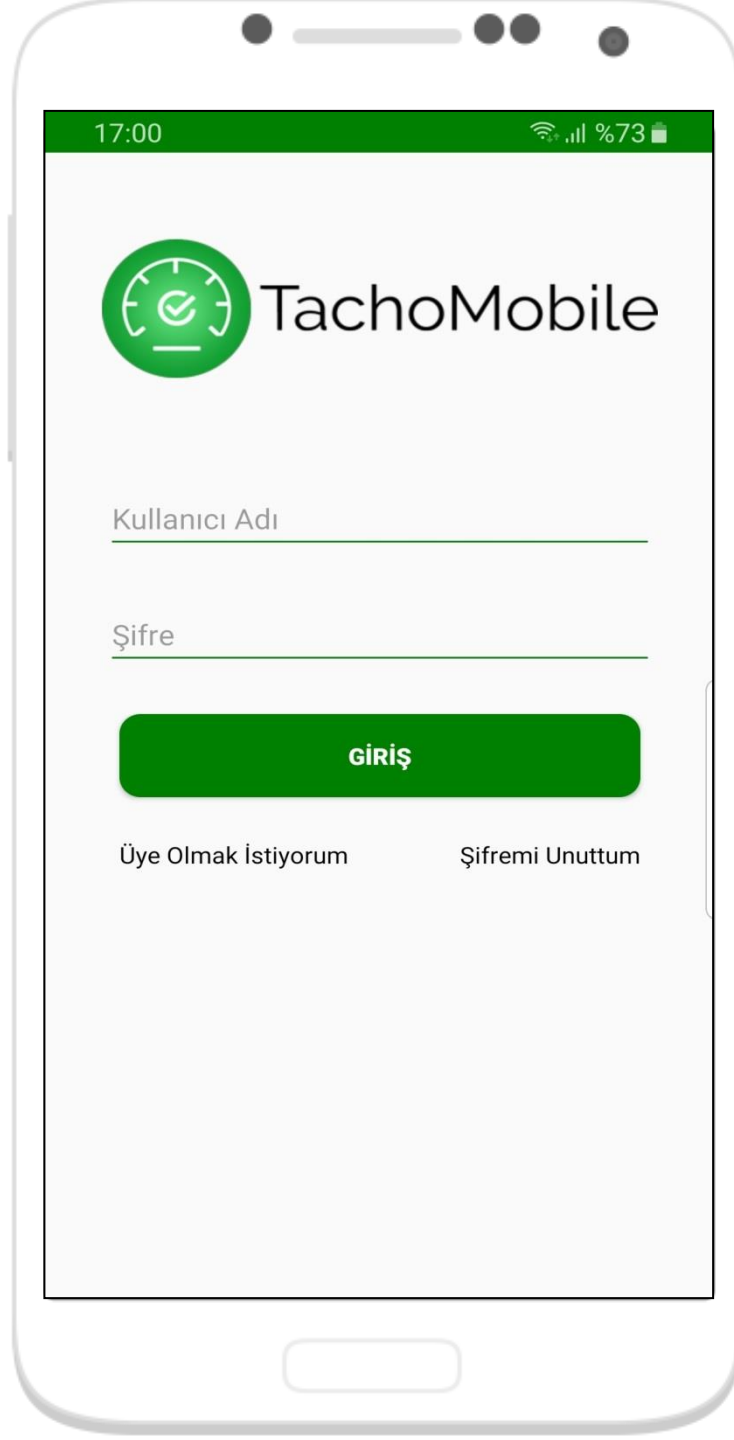 17:00 %73
TachoMobile
Kullanıcı Adı
Şifre
GİRİŞ
Üye Olmak İstiyorum Şifremi Unuttum